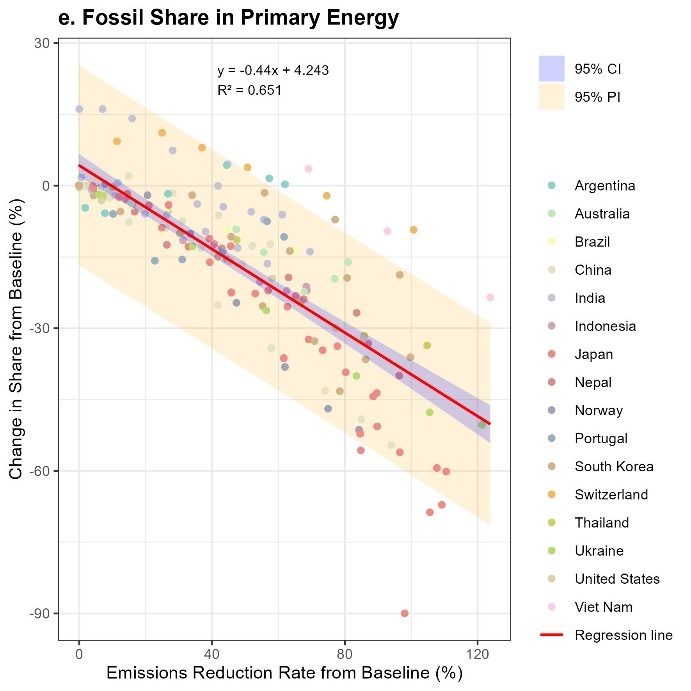 e. Fossil Share in Primary Energy
y = -0.44x + 4.243
R² = 0.651
30
0
-30
-60
-90
Change in Share from Baseline (%)
0 40 80 120
Emissions Reduction Rate from Baseline (%)
95% CI
95% PI
Argentina
Australia
Brazil
China
India
Indonesia
Japan
Nepal
Norway
Portugal
South Korea
Switzerland
Thailand
Ukraine
United States
Viet Nam
Regression line